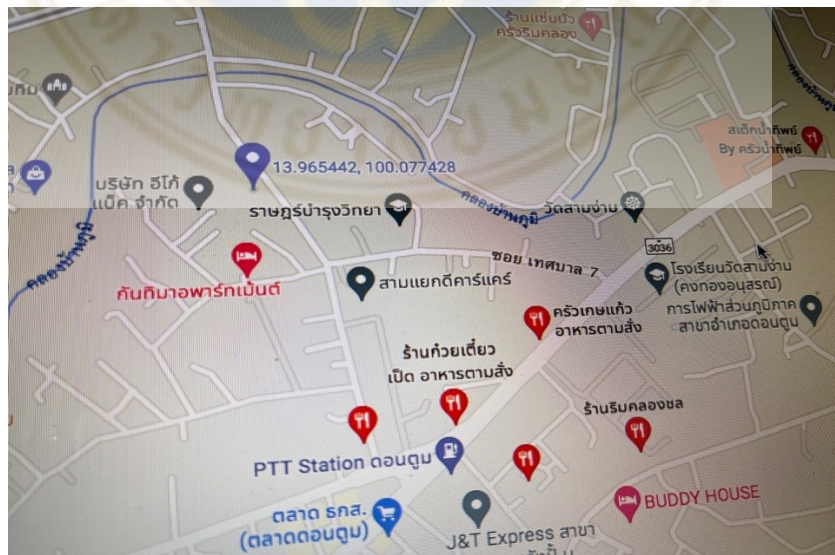 ร้านแซ่บนัว
ครัวริมคลอง
สเต็กน้ำทิพย์
By ครัวน้ำทิพย์
13.965442, 100.077428
บริษัท อีโก้
แบ็ค จำกัด
ราษฎร์บำรุงวิทยา
คลองบ้านภูมิ
วัดสามง่าม
คลองบ้านภูมิ
3036
ซอย เทศบาล 7
โรงเรียนวัดสามง่าม
(คงทองอนุสรณ์)
กันทิมาอพาร์ทเม้นต์
สามแยกดีคาร์แคร์
การไฟฟ้าส่วนภูมิภาค
สาขาอำเภอดอนตูม
ครัวเกษแก้ว
อาหารตามสั่ง
ร้านก๋วยเตี๋ยว
เป็ด อาหารตามสั่ง
ร้านริมคลองชล
PTT Station ดอนตูม
BUDDY HOUSE
ตลาด ธกส.
(ตลาดดอนตูม)
J&T Express สาขา